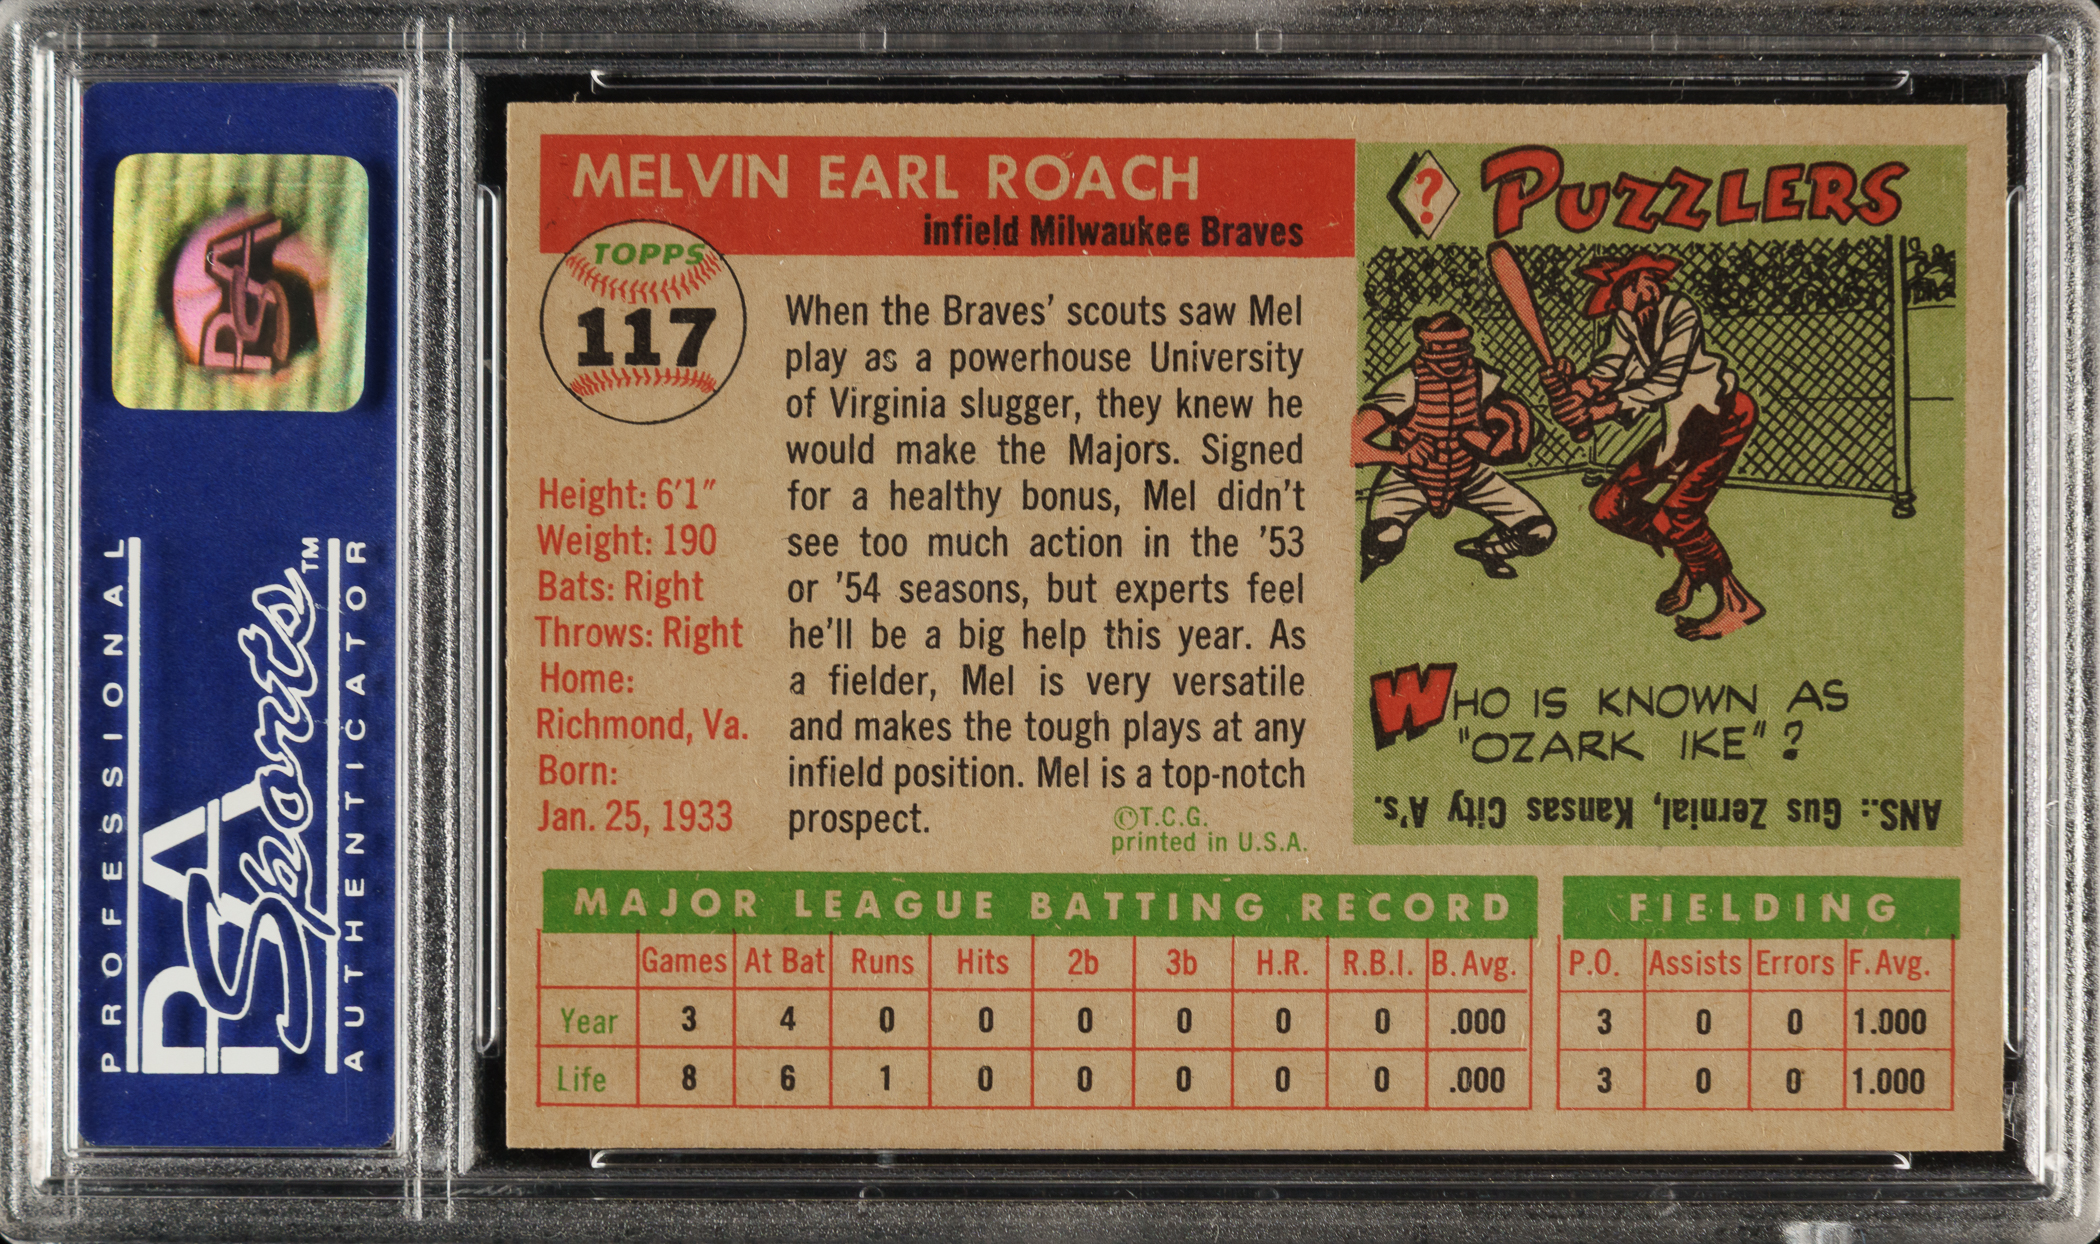 PSA
PROFESSIONAL
PSA Sports™
AUTHENTICATOR
MELVIN EARL ROACH
infield Milwaukee Braves
TOPPS
117
Height: 6'1"
Weight: 190
Bats: Right
Throws: Right
Home:
Richmond, Va.
Born:
Jan. 25, 1933
When the Braves' scouts saw Mel
play as a powerhouse University
of Virginia slugger, they knew he
would make the Majors. Signed
for a healthy bonus, Mel didn't
see too much action in the '53
or '54 seasons, but experts feel
he'll be a big help this year. As
a fielder, Mel is very versatile
and makes the tough plays at any
infield position. Mel is a top-notch
prospect.
©T.C.G.
printed in U.S.A.
? PUZZLERS
WHO IS KNOWN AS
"OZARK IKE"?
ANS.: Gus Zernial, Kansas City A's.
MAJOR LEAGUE BATTING RECORD
Games At Bat Runs Hits 2b 3b H.R. R.B.I. B. Avg.
Year 3 4 0 0 0 0 0 0 .000
Life 8 6 1 0 0 0 0 0 .000
FIELDING
P.O. Assists Errors F. Avg.
3 0 0 1.000
3 0 0 1.000